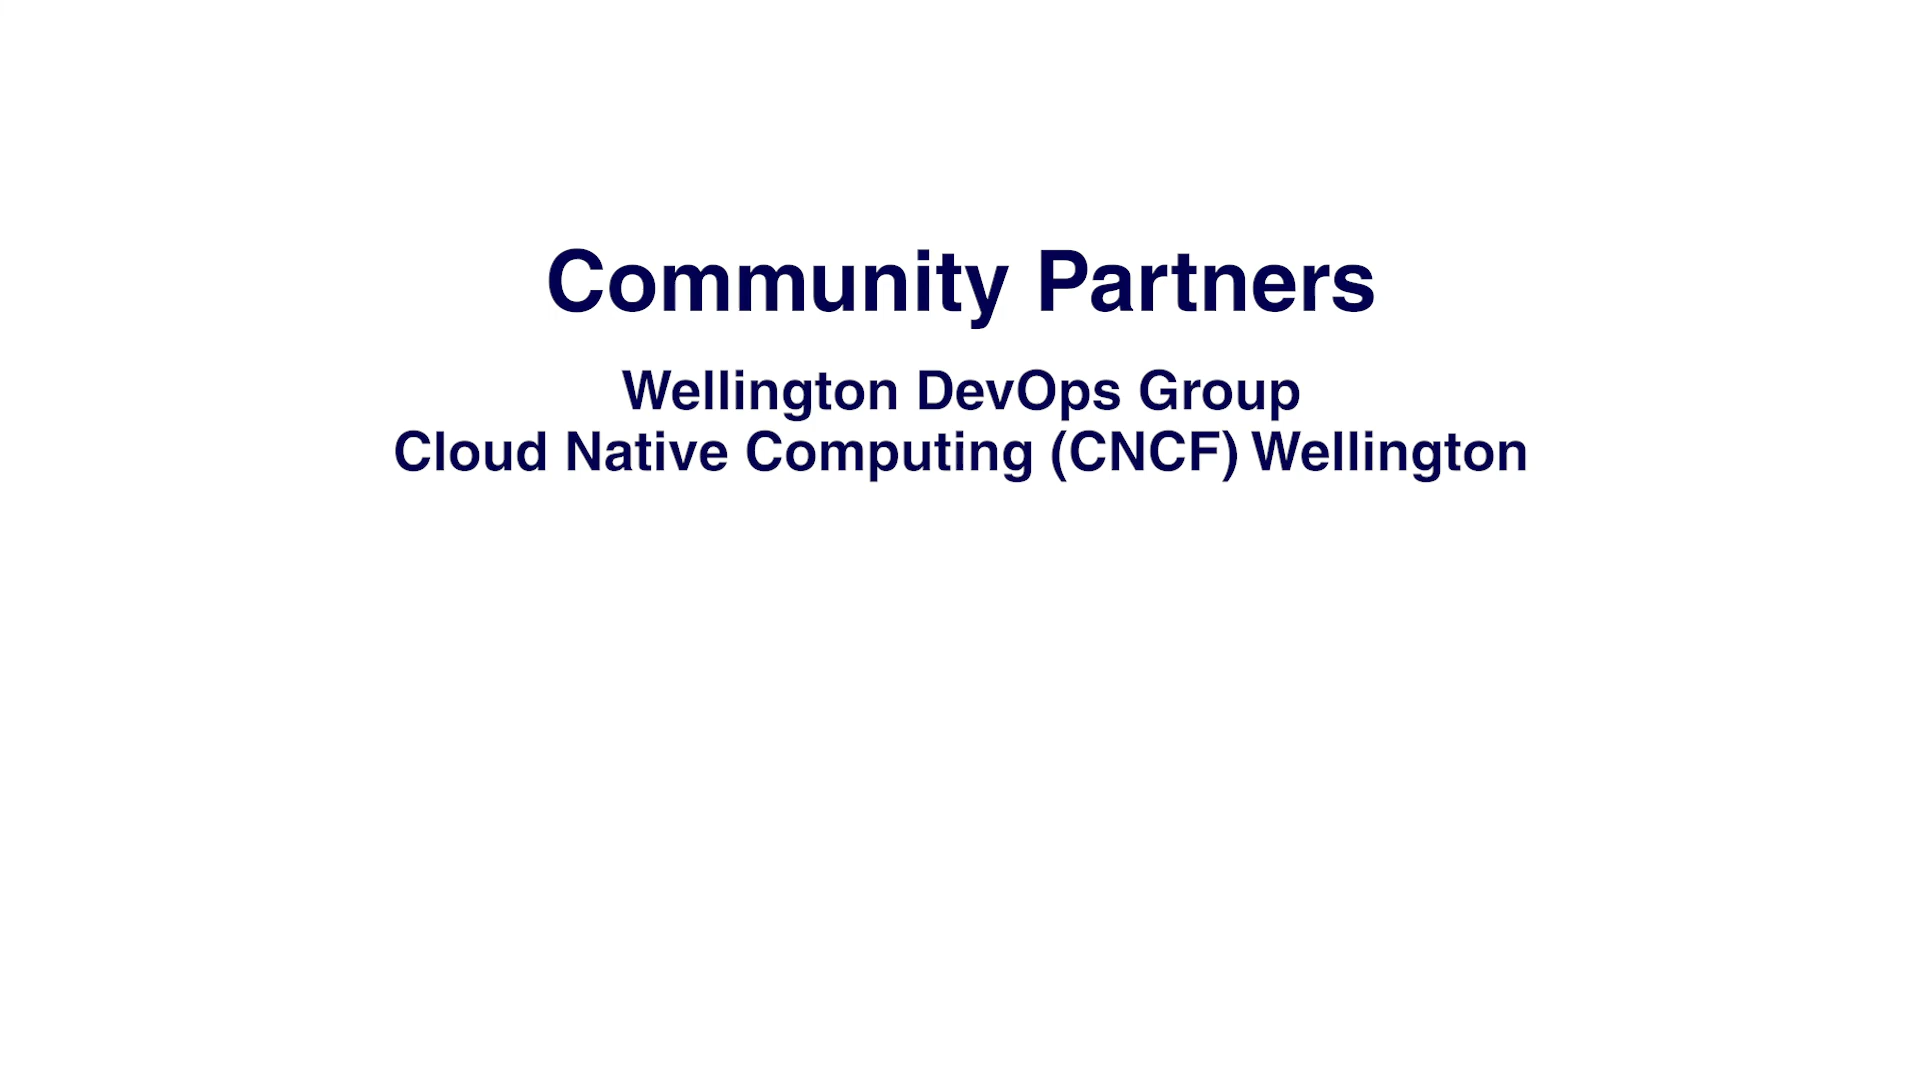 Community Partners
Wellington DevOps Group
Cloud Native Computing (CNCF) Wellington